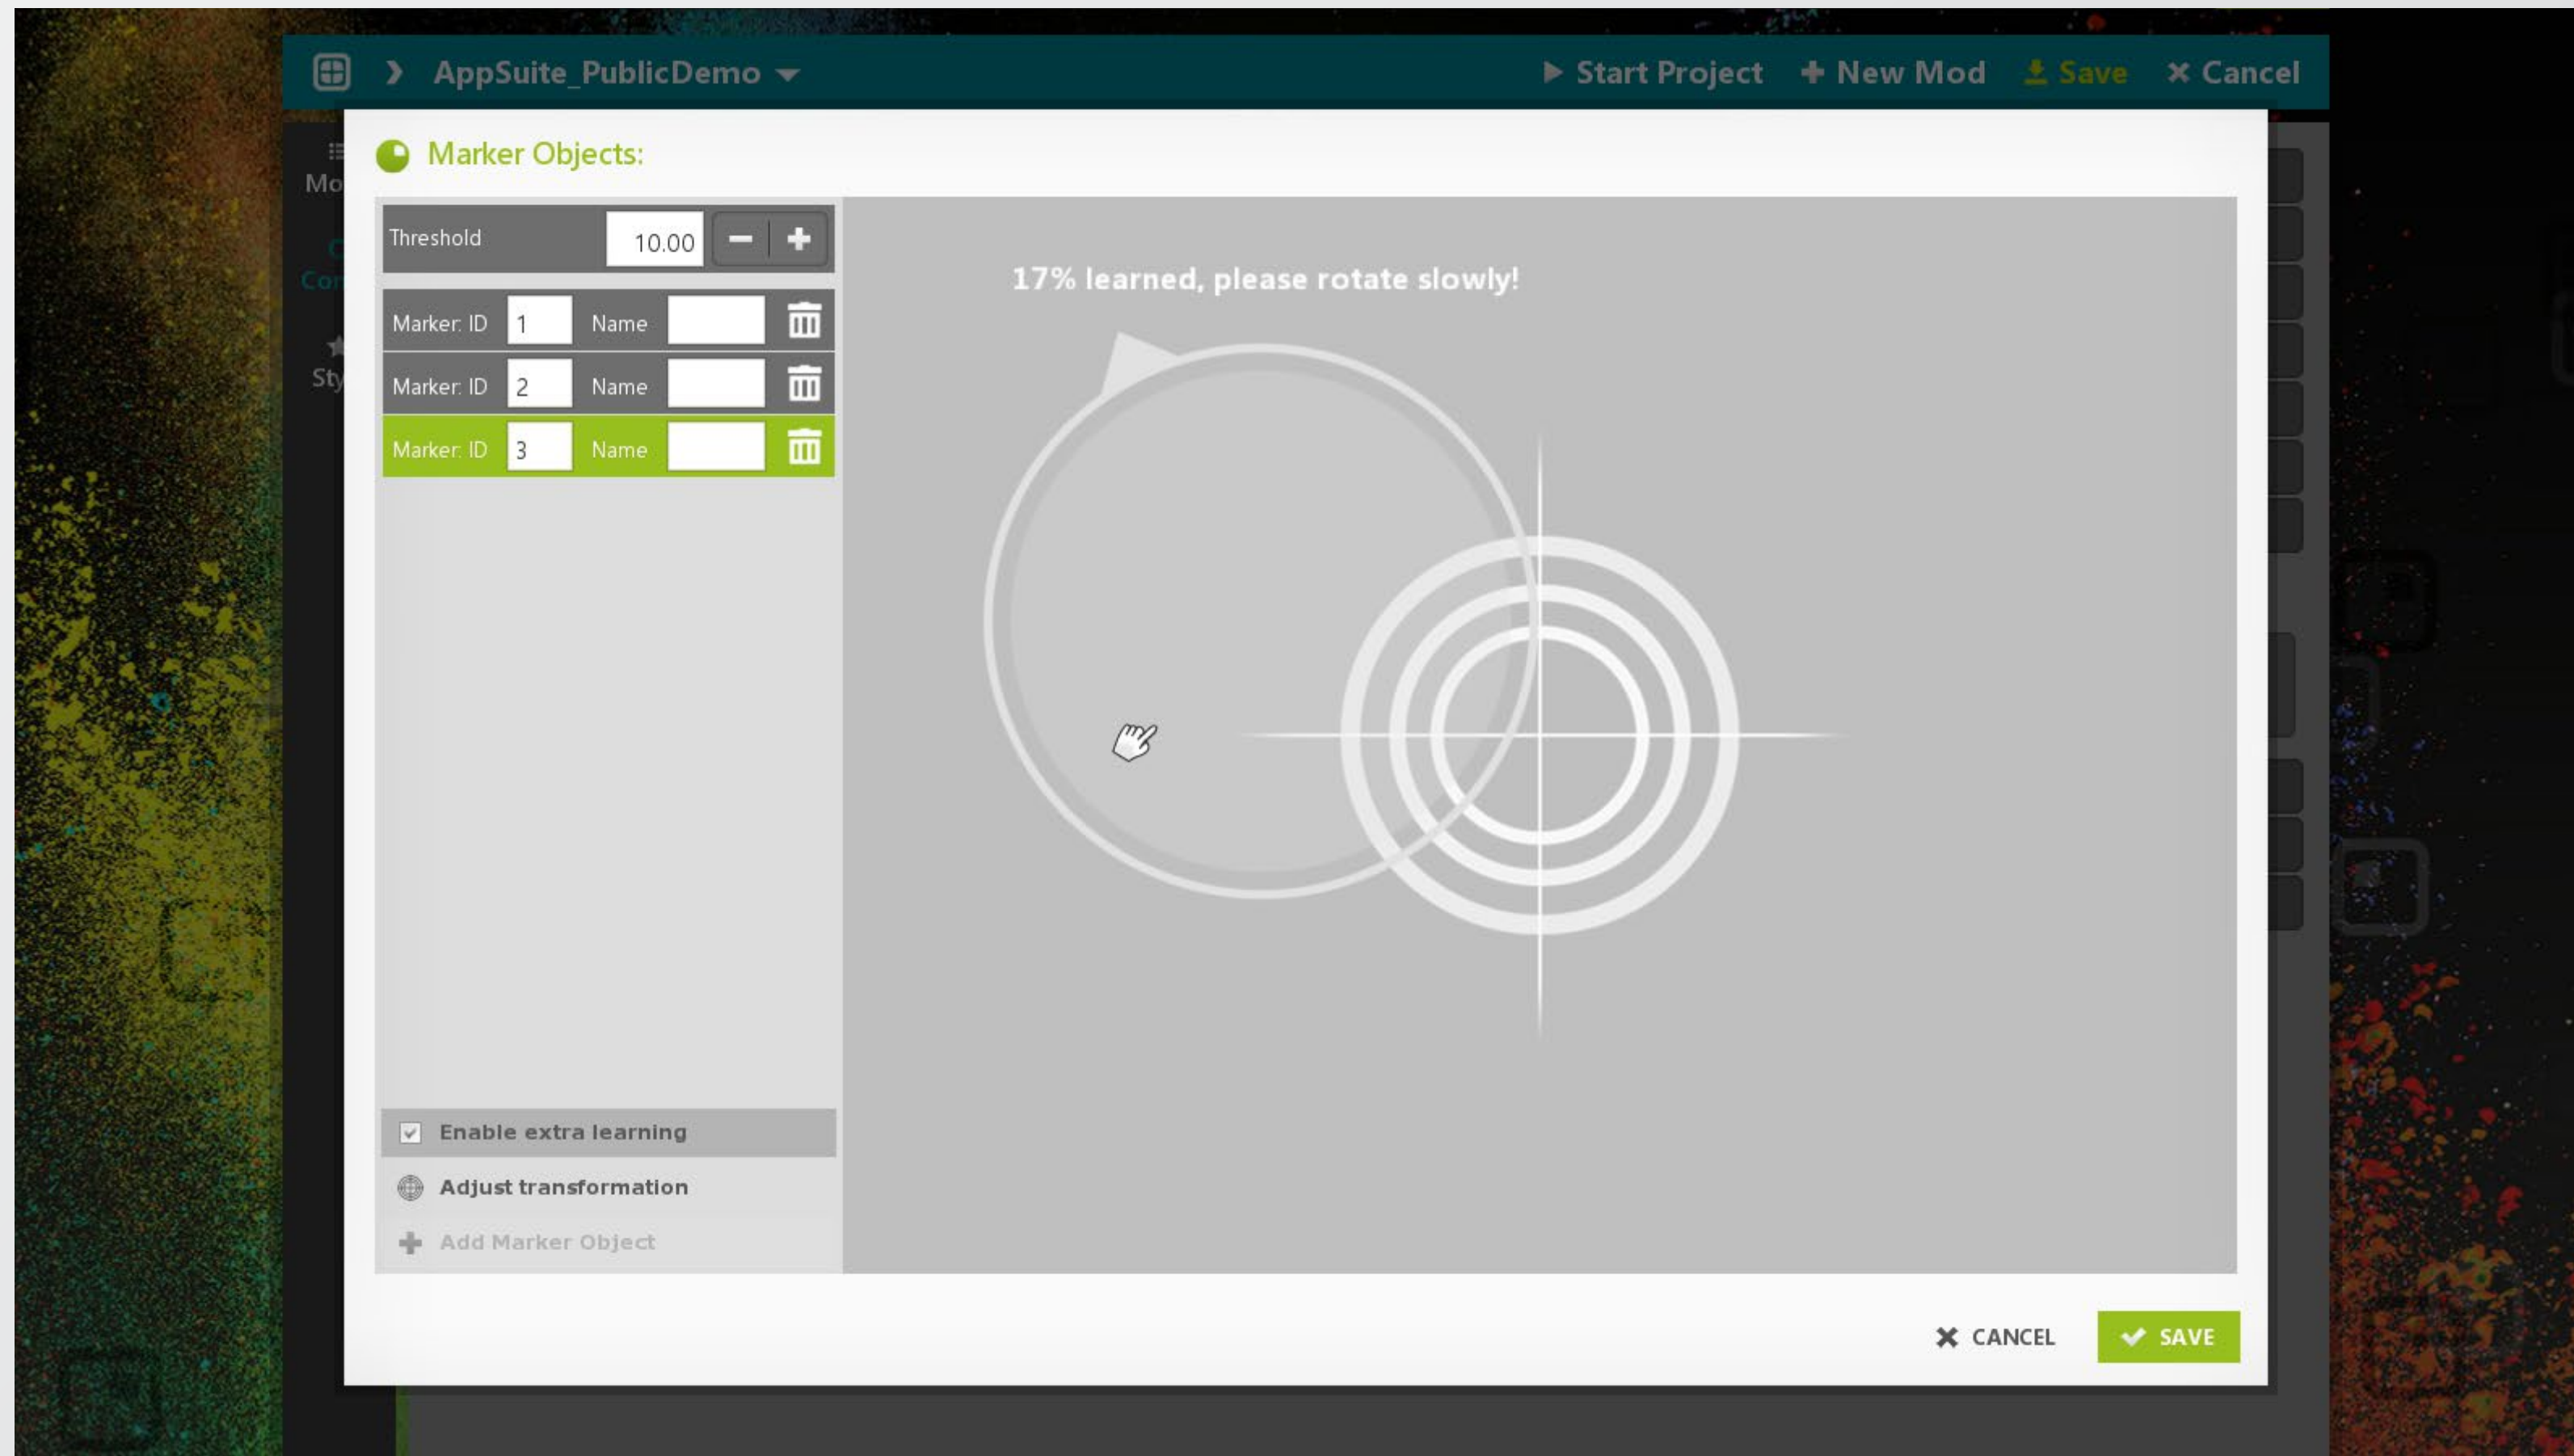 AppSuite_PublicDemo
Start Project New Mod Save Cancel
Marker Objects:
Threshold 10.00
17% learned, please rotate slowly!
Marker: ID 1 Name
Marker: ID 2 Name
Marker: ID 3 Name
Enable extra learning
Adjust transformation
Add Marker Object
CANCEL SAVE